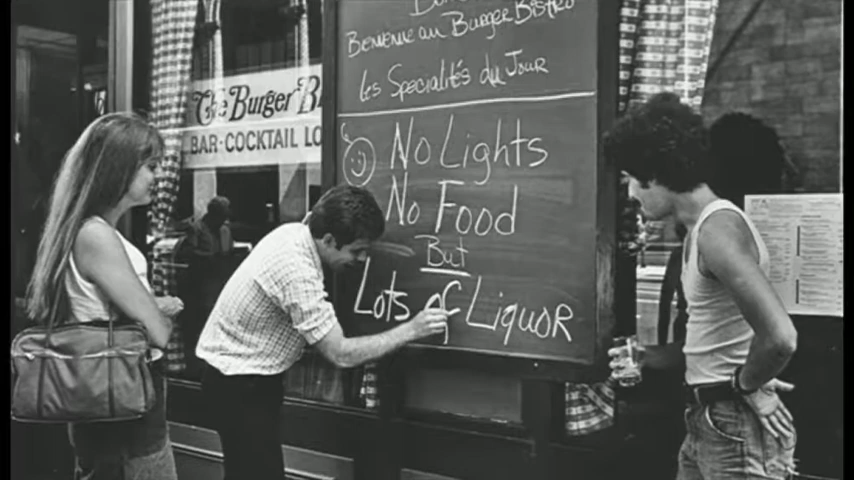 Bienvenue au Burger Bistro
Les Spécialités du Jour
No Lights
No Food
But
Lots of Liquor
The Burger B
BAR-COCKTAIL LO